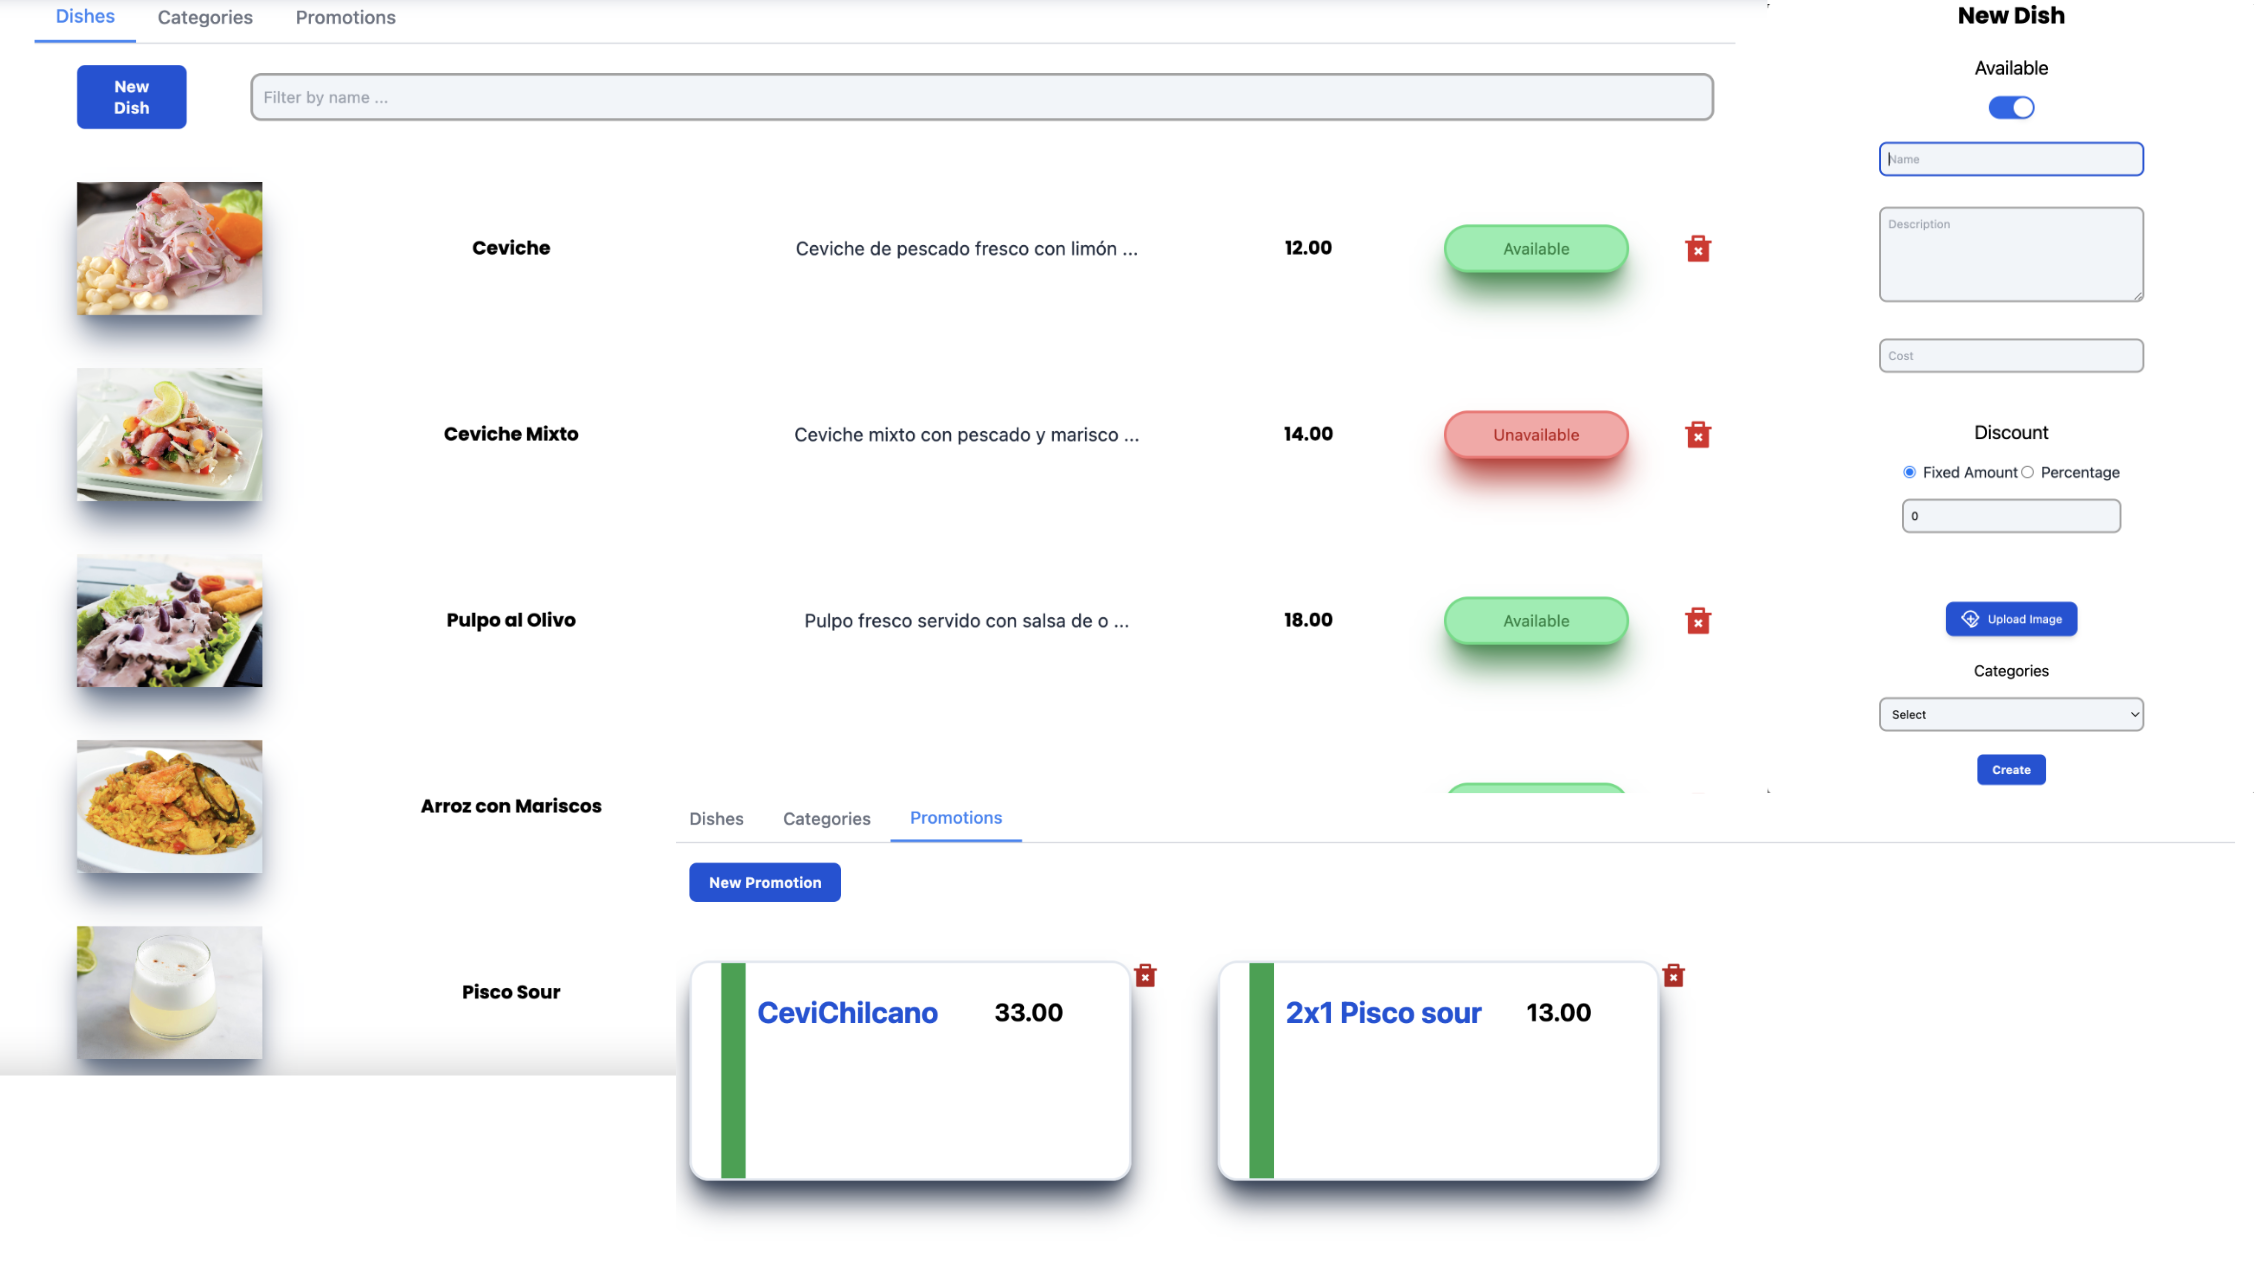 Dishes Categories Promotions
New
Dish
Filter by name ...
Ceviche Ceviche de pescado fresco con limón ... 12.00 Available
Ceviche Mixto Ceviche mixto con pescado y marisco ... 14.00 Unavailable
Pulpo al Olivo Pulpo fresco servido con salsa de o ... 18.00 Available
Arroz con Mariscos
Pisco Sour
New Dish
Available
Name
Description
Cost
Discount
Fixed Amount Percentage
0
Upload Image
Categories
Select
Create
Dishes Categories Promotions
New Promotion
CeviChilcano 33.00
2x1 Pisco sour 13.00